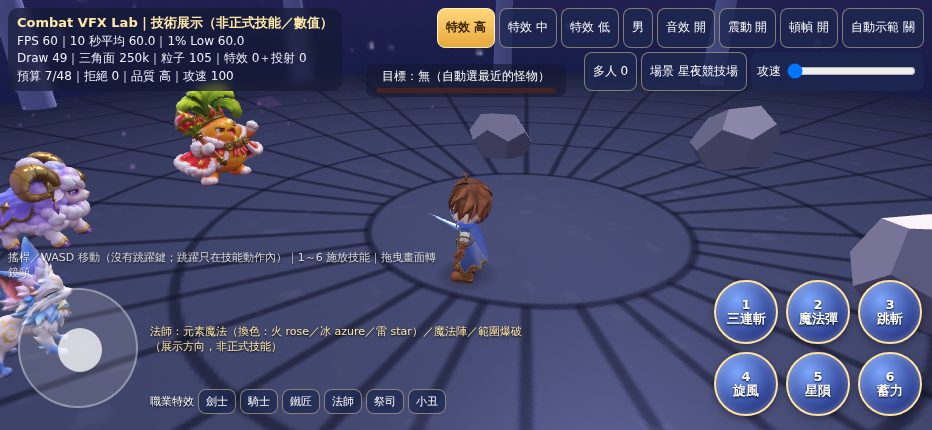 Combat VFX Lab｜技術展示（非正式技能／數值）
FPS 60｜10 秒平均 60.0｜1% Low 60.0
Draw 49｜三角面 250k｜粒子 105｜特效 0＋投射 0
預算 7/48｜拒絕 0｜品質 高｜攻速 100
特效 高
特效 中
特效 低
男
音效 開
震動 開
頓幀 開
自動示範 關
多人 0
場景 星夜競技場
攻速
目標：無（自動選最近的怪物）
搖桿／WASD 移動（沒有跳躍鍵；跳躍只在技能動作內）｜1～6 施放技能｜拖曳畫面轉
鏡頭
法師：元素魔法（換色：火 rose／冰 azure／雷 star）／魔法陣／範圍爆破
（展示方向，非正式技能）
職業特效
劍士
騎士
鐵匠
法師
祭司
小丑
1
三連斬
2
魔法彈
3
跳斬
4
旋風
5
星隕
6
蓄力